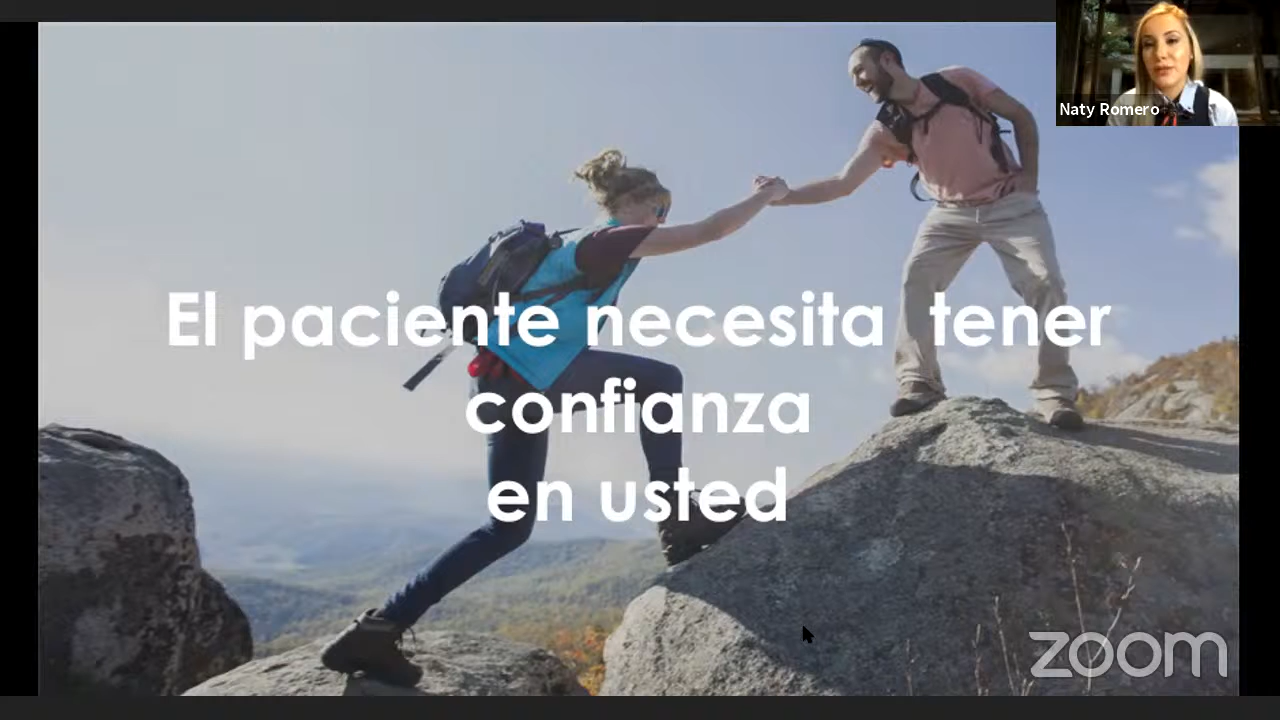 Naty Romero
El paciente necesita tener
confianza
en usted
zoom